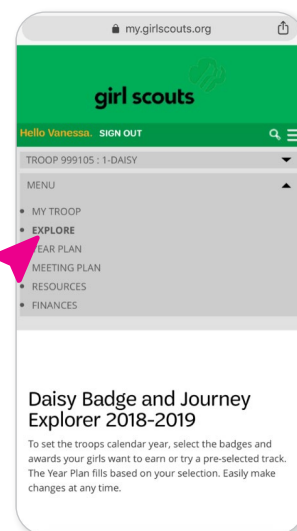 my.girlscouts.org
girl scouts
Hello Vanessa. SIGN OUT
TROOP 999105 : 1-DAISY
MENU
MY TROOP
EXPLORE
YEAR PLAN
MEETING PLAN
RESOURCES
FINANCES
Daisy Badge and Journey
Explorer 2018-2019
To set the troops calendar year, select the badges and
awards your girls want to earn or try a pre-selected track.
The Year Plan fills based on your selection. Easily make
changes at any time.